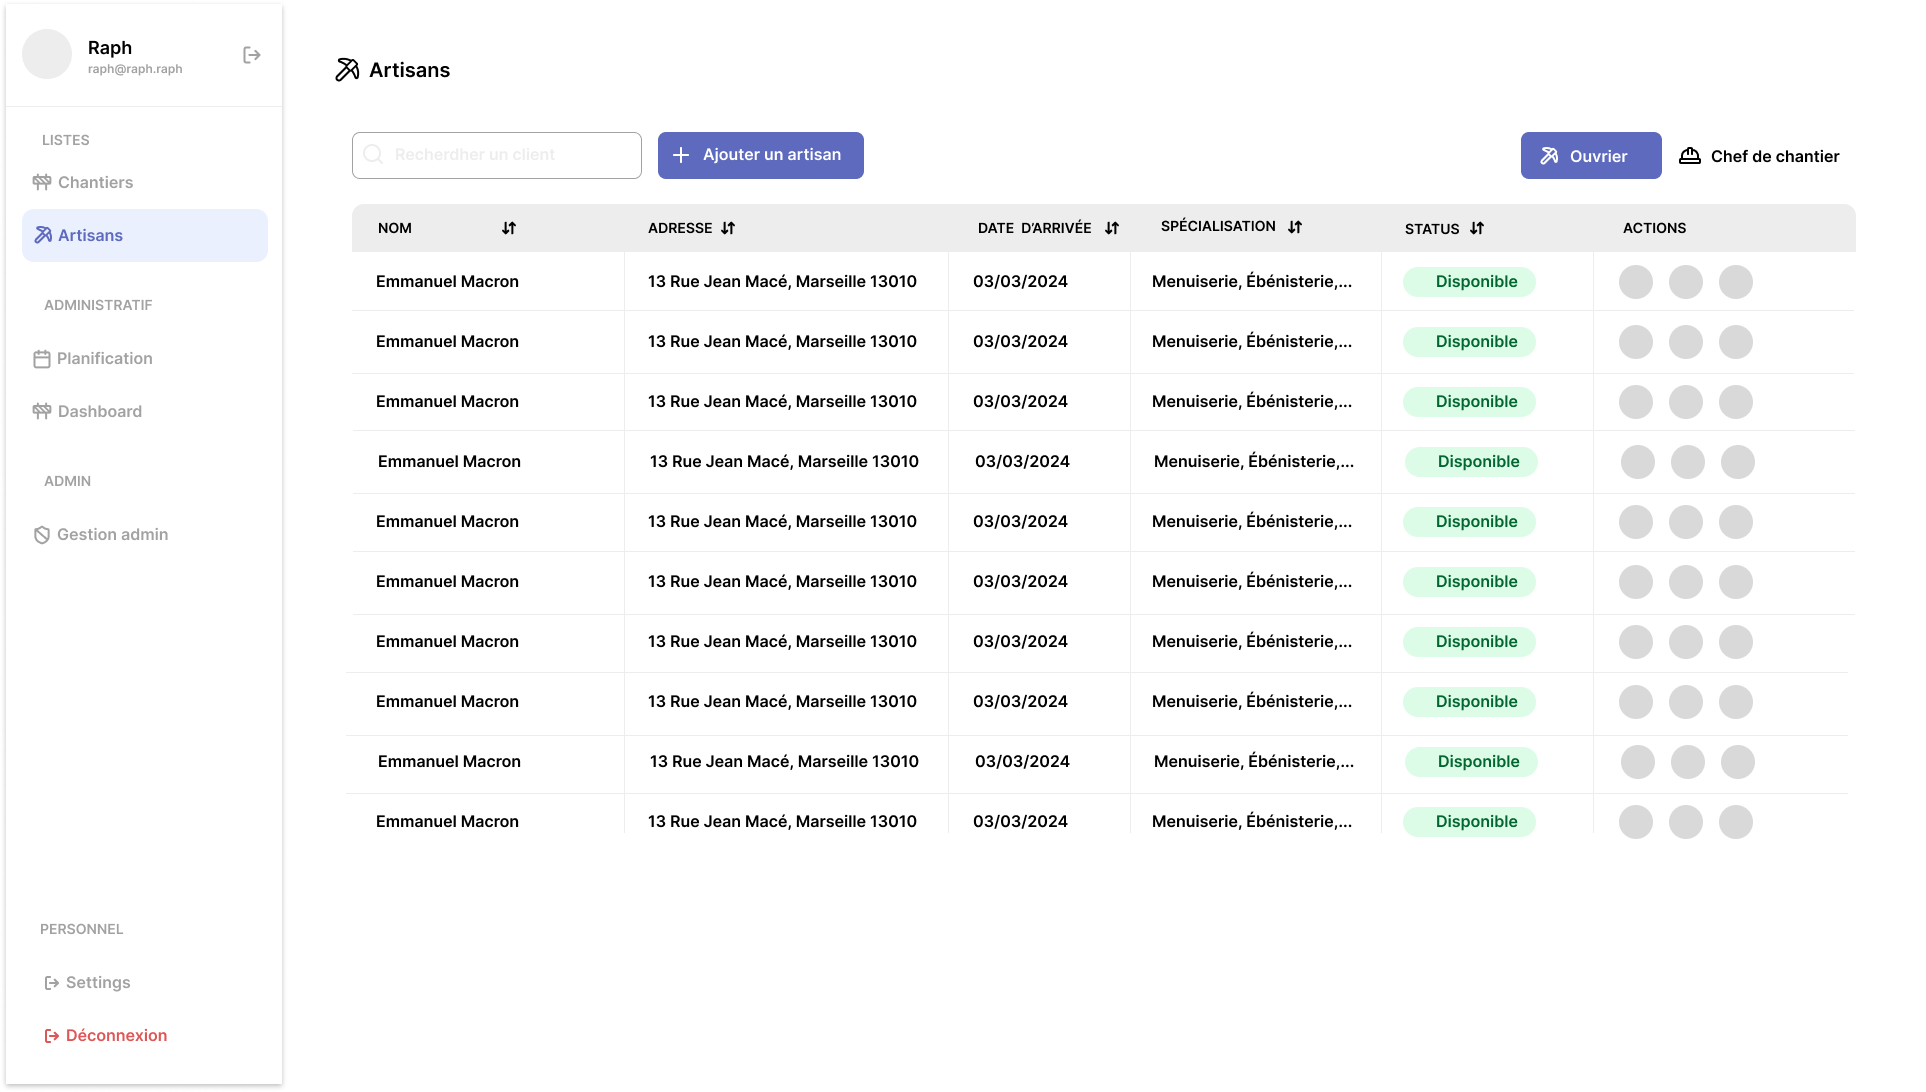 Raph
raph@raph.raph
LISTES
Chantiers
Artisans
ADMINISTRATIF
Planification
Dashboard
ADMIN
Gestion admin
PERSONNEL
Settings
Déconnexion
Artisans
Recherdher un client
Ajouter un artisan
Ouvrier
Chef de chantier
NOM ADRESSE DATE D'ARRIVÉE SPÉCIALISATION STATUS ACTIONS
Emmanuel Macron 13 Rue Jean Macé, Marseille 13010 03/03/2024 Menuiserie, Ébénisterie,... Disponible
Emmanuel Macron 13 Rue Jean Macé, Marseille 13010 03/03/2024 Menuiserie, Ébénisterie,... Disponible
Emmanuel Macron 13 Rue Jean Macé, Marseille 13010 03/03/2024 Menuiserie, Ébénisterie,... Disponible
Emmanuel Macron 13 Rue Jean Macé, Marseille 13010 03/03/2024 Menuiserie, Ébénisterie,... Disponible
Emmanuel Macron 13 Rue Jean Macé, Marseille 13010 03/03/2024 Menuiserie, Ébénisterie,... Disponible
Emmanuel Macron 13 Rue Jean Macé, Marseille 13010 03/03/2024 Menuiserie, Ébénisterie,... Disponible
Emmanuel Macron 13 Rue Jean Macé, Marseille 13010 03/03/2024 Menuiserie, Ébénisterie,... Disponible
Emmanuel Macron 13 Rue Jean Macé, Marseille 13010 03/03/2024 Menuiserie, Ébénisterie,... Disponible
Emmanuel Macron 13 Rue Jean Macé, Marseille 13010 03/03/2024 Menuiserie, Ébénisterie,... Disponible
Emmanuel Macron 13 Rue Jean Macé, Marseille 13010 03/03/2024 Menuiserie, Ébénisterie,... Disponible